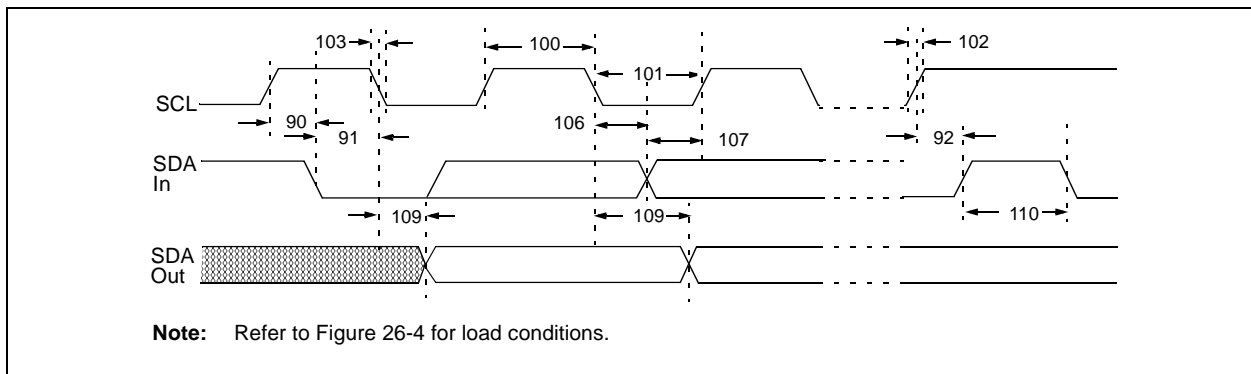 103
100
102
101
SCL
90
91
106
107
92
SDA
In
109
109
110
SDA
Out
Note: Refer to Figure 26-4 for load conditions.